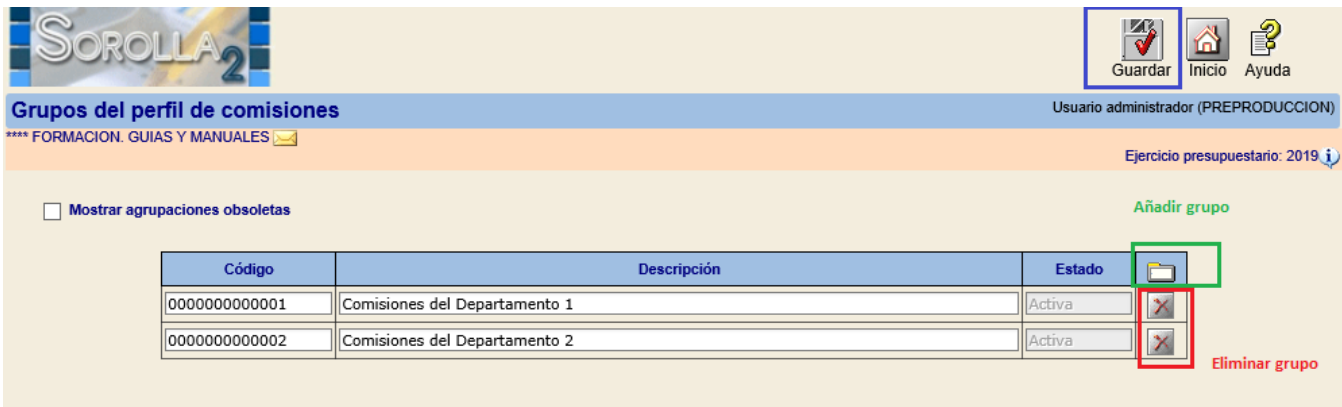 SOROLLA2
Guardar Inicio Ayuda
Grupos del perfil de comisiones Usuario administrador (PREPRODUCCION)
**** FORMACION. GUIAS Y MANUALES
Ejercicio presupuestario: 2019
Mostrar agrupaciones obsoletas Añadir grupo
Código Descripción Estado
0000000000001 Comisiones del Departamento 1 Activa
0000000000002 Comisiones del Departamento 2 Activa
Eliminar grupo